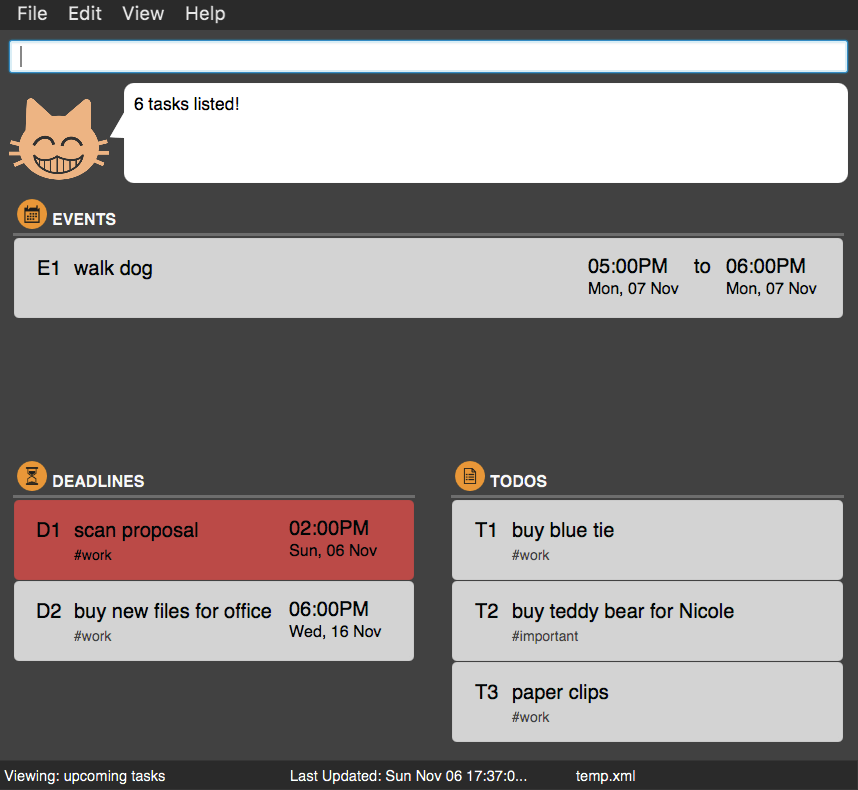 File Edit View Help
6 tasks listed!
EVENTS
E1 walk dog 05:00PM to 06:00PM
Mon, 07 Nov Mon, 07 Nov
DEADLINES
D1 scan proposal 02:00PM
#work Sun, 06 Nov
D2 buy new files for office 06:00PM
#work Wed, 16 Nov
TODOS
T1 buy blue tie
#work
T2 buy teddy bear for Nicole
#important
T3 paper clips
#work
Viewing: upcoming tasks Last Updated: Sun Nov 06 17:37:0... temp.xml